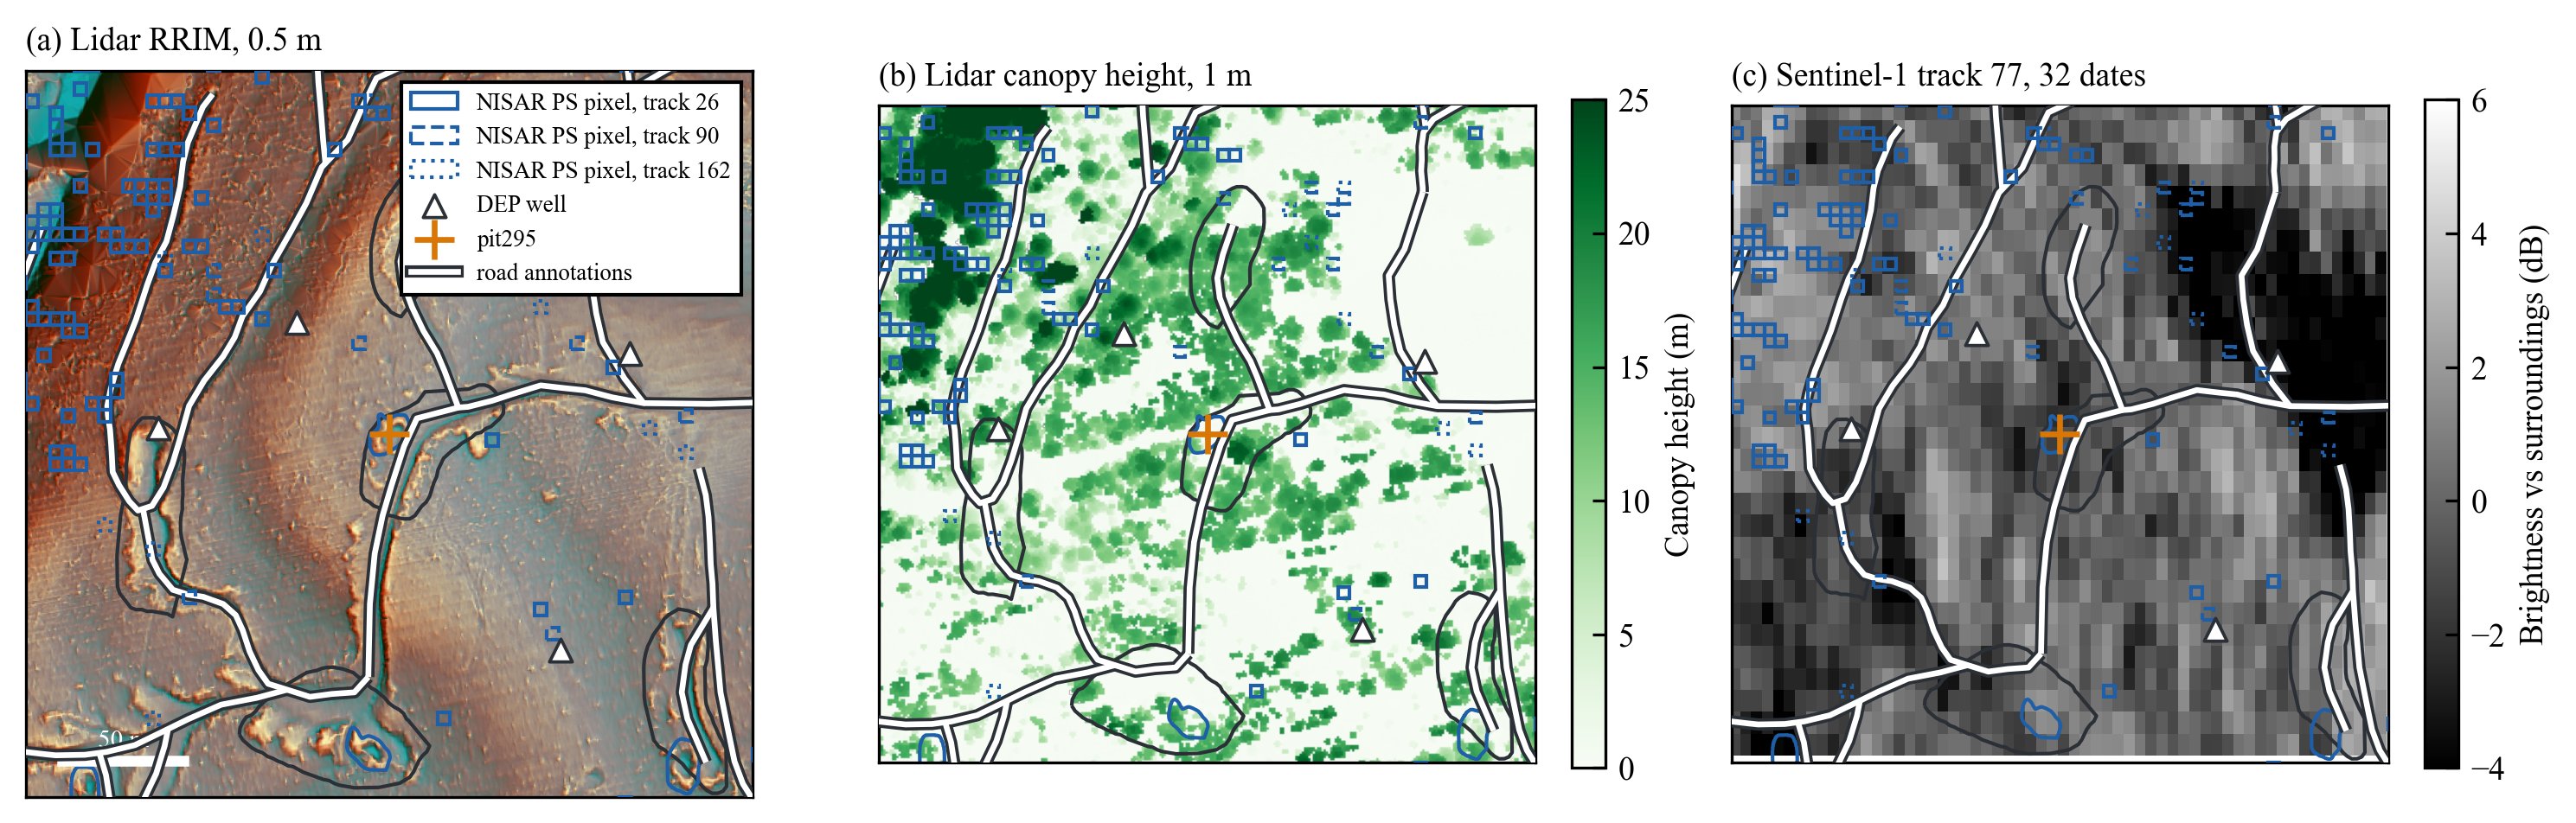 (a) Lidar RRIM, 0.5 m
NISAR PS pixel, track 26
NISAR PS pixel, track 90
NISAR PS pixel, track 162
DEP well
pit295
road annotations
50
(b) Lidar canopy height, 1 m
25
20
15
10
5
0
Canopy height (m)
(c) Sentinel-1 track 77, 32 dates
6
4
2
0
−2
−4
Brightness vs surroundings (dB)